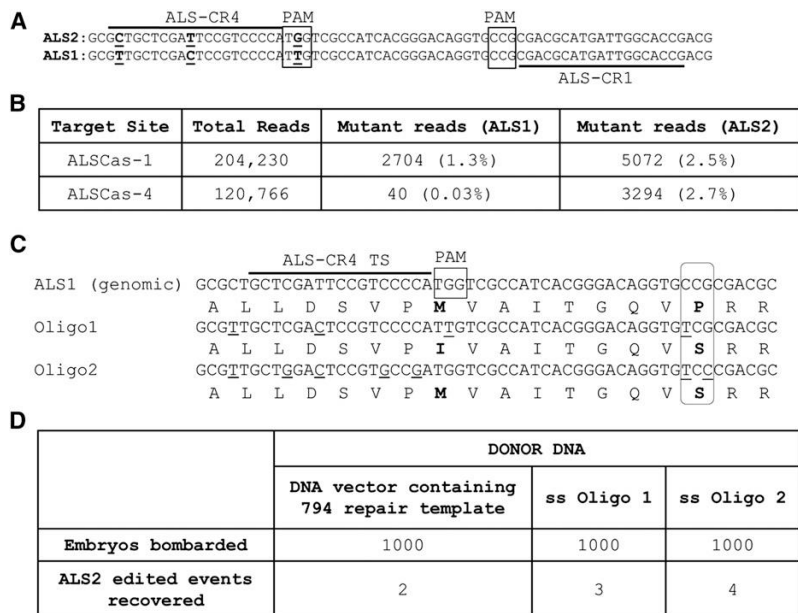 A
ALS-CR4 PAM PAM
ALS2: GCGCTGCTCGATTCCGTCCCCATGGTCGCCATCACGGGACAGGTGCCGCGACGCATGATTGGCACCGACG
ALS1: GCGTTGCTCGACTCCGTCCCCATTGTCGCCATCACGGGACAGGTGCCGCGACGCATGATTGGCACCGACG
ALS-CR1
B
Target Site Total Reads Mutant reads (ALS1) Mutant reads (ALS2)
ALSCas-1 204,230 2704 (1.3%) 5072 (2.5%)
ALSCas-4 120,766 40 (0.03%) 3294 (2.7%)
C
ALS-CR4 TS PAM
ALS1 (genomic) GCGCTGCTCGATTCCGTCCCCATGGTCGCCATCACGGGACAGGTGCCGCGACGC
A L L D S V P M V A I T G Q V P R R
Oligo1 GCGTTGCTCGACTCCGTCCCCATTGTCGCCATCACGGGACAGGTGTCGCGACGC
A L L D S V P I V A I T G Q V S R R
Oligo2 GCGTTGCTGGACTCCGTGCCGATGGTCGCCATCACGGGACAGGTGTCCCGACGC
A L L D S V P M V A I T G Q V S R R
D
DONOR DNA
DNA vector containing
794 repair template
ss Oligo 1 ss Oligo 2
Embryos bombarded 1000 1000 1000
ALS2 edited events
recovered
2 3 4